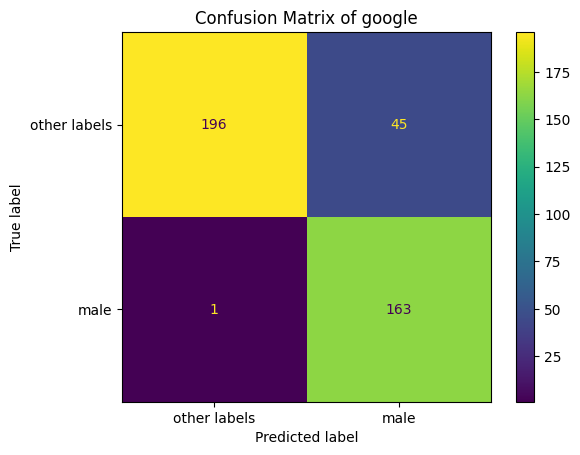 Confusion Matrix of google
other labels
196
45
male
1
163
other labels
male
True label
Predicted label
175
150
125
100
75
50
25